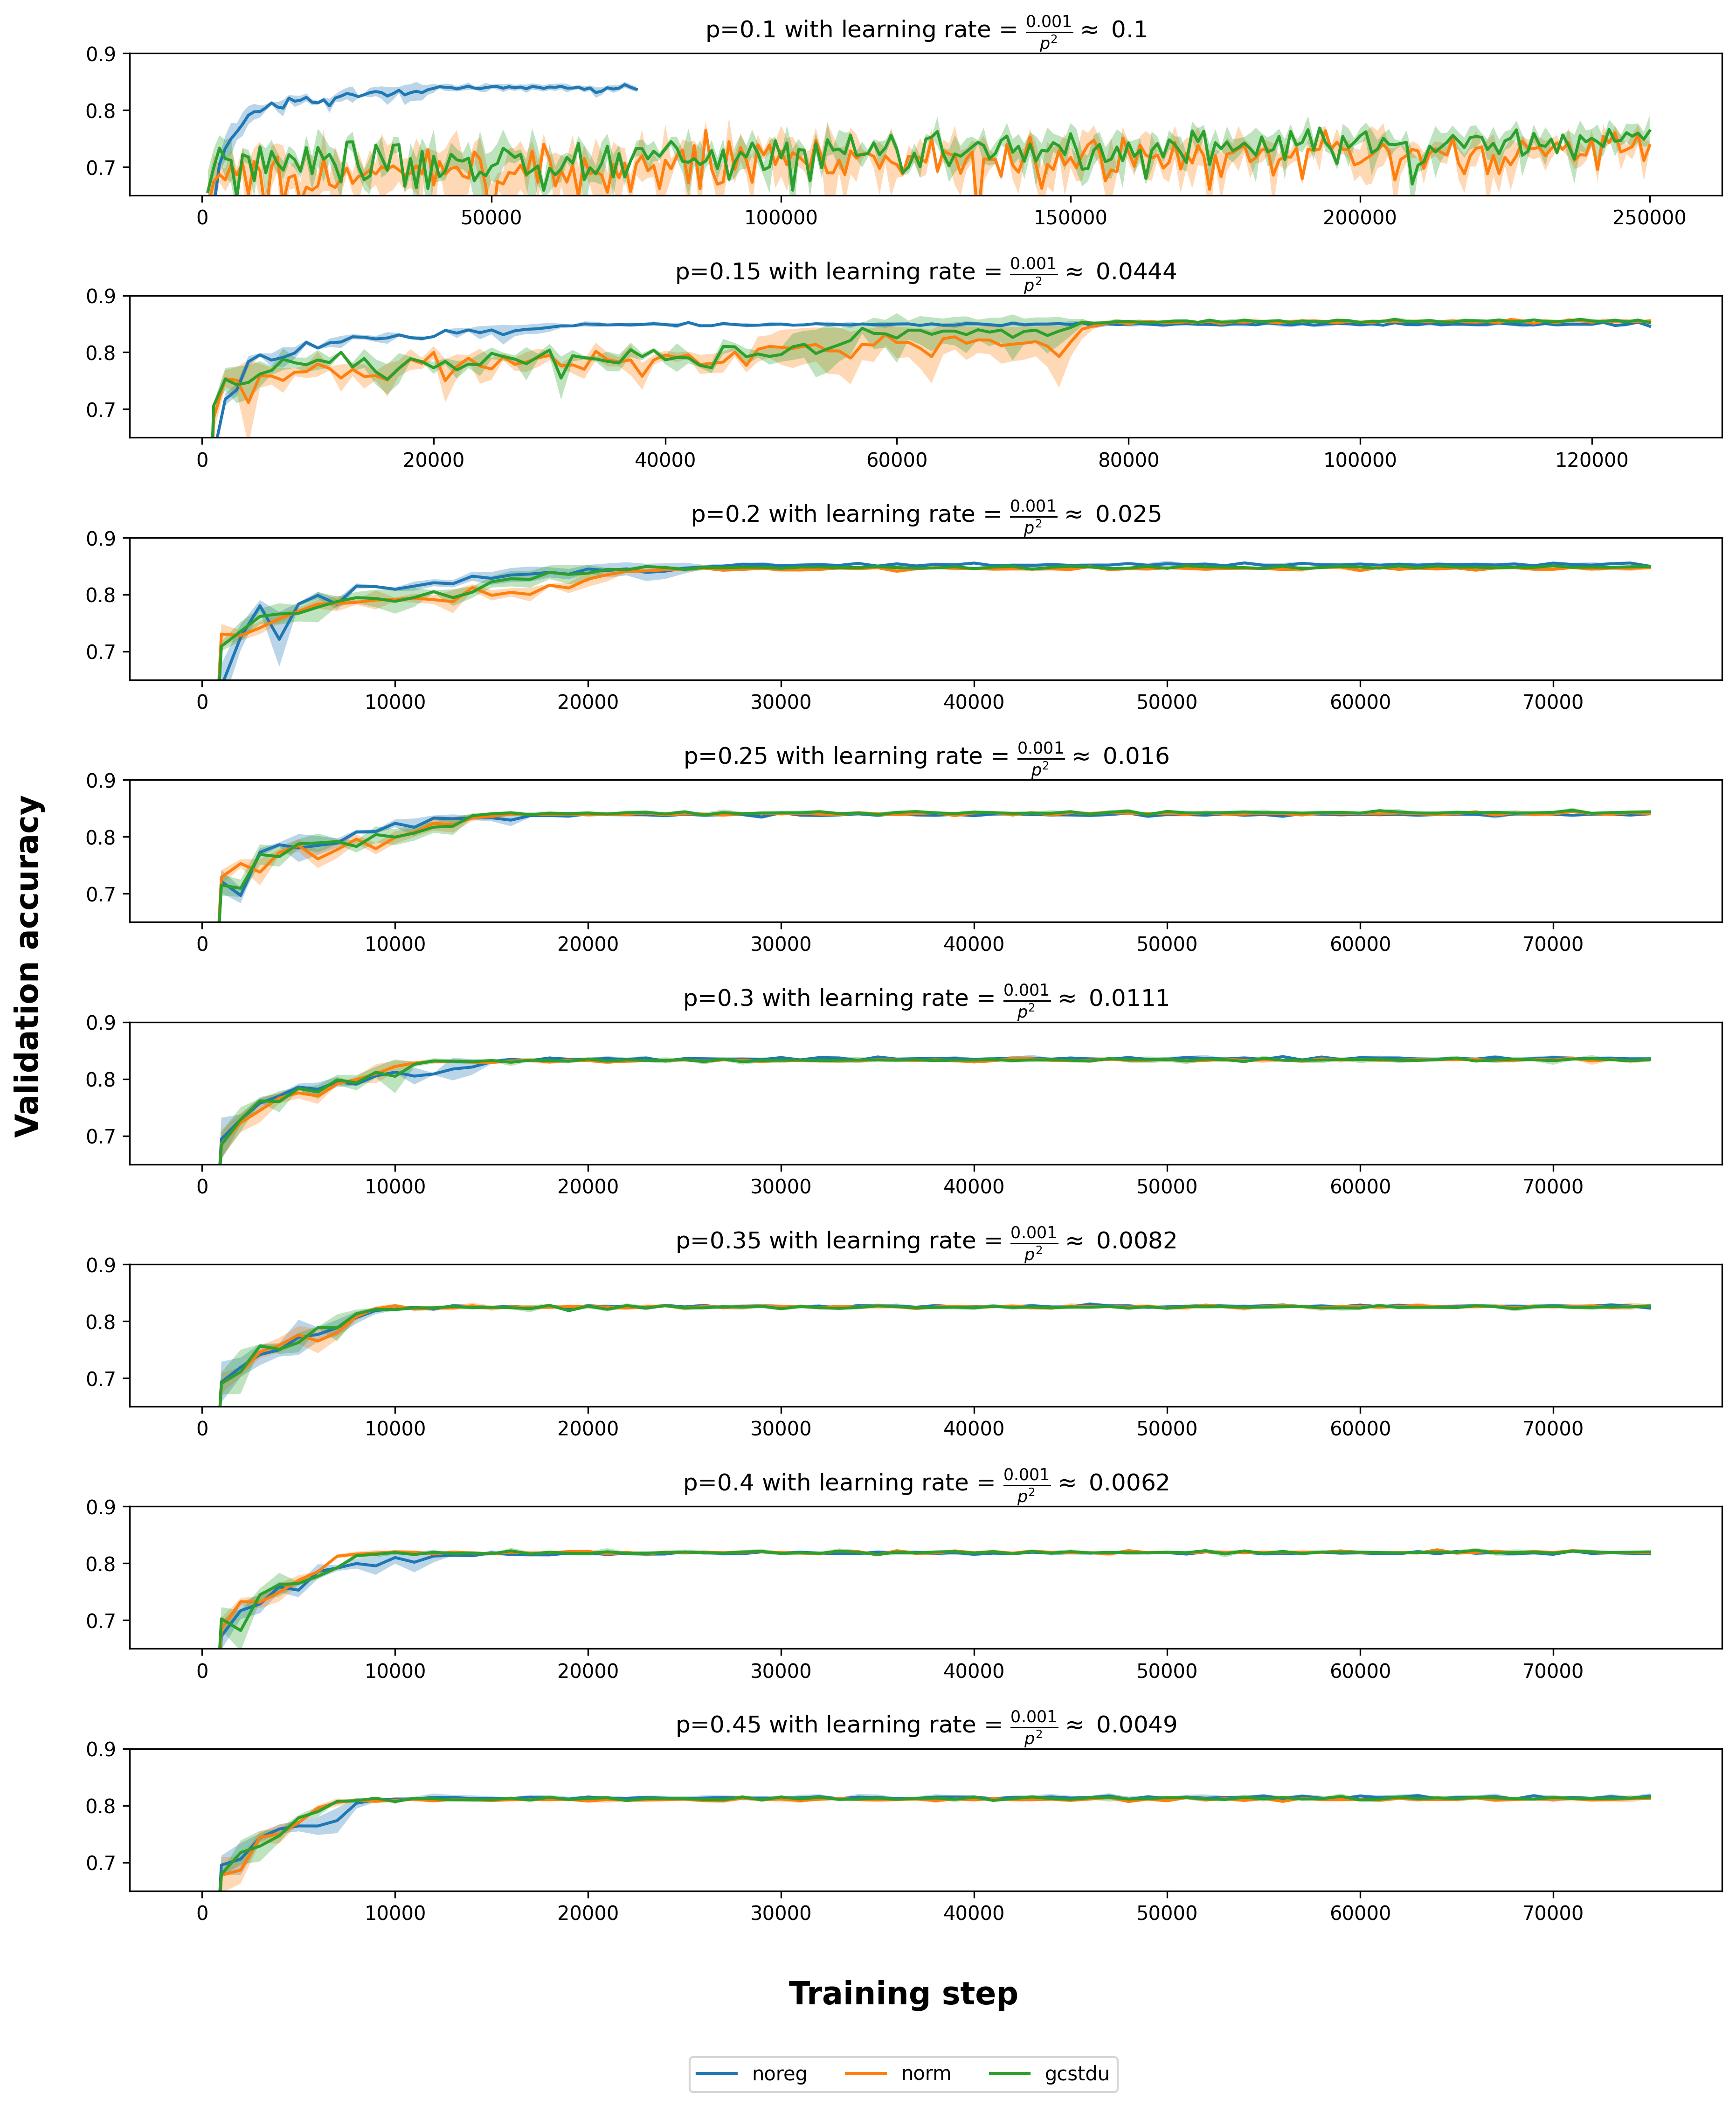 p=0.1 with learning rate = 0.001/p² ≈ 0.1
0.9
0.8
0.7
0 50000 100000 150000 200000 250000
p=0.15 with learning rate = 0.001/p² ≈ 0.0444
0.9
0.8
0.7
0 20000 40000 60000 80000 100000 120000
p=0.2 with learning rate = 0.001/p² ≈ 0.025
0.9
0.8
0.7
0 10000 20000 30000 40000 50000 60000 70000
p=0.25 with learning rate = 0.001/p² ≈ 0.016
0.9
0.8
0.7
0 10000 20000 30000 40000 50000 60000 70000
Validation accuracy
p=0.3 with learning rate = 0.001/p² ≈ 0.0111
0.9
0.8
0.7
0 10000 20000 30000 40000 50000 60000 70000
p=0.35 with learning rate = 0.001/p² ≈ 0.0082
0.9
0.8
0.7
0 10000 20000 30000 40000 50000 60000 70000
p=0.4 with learning rate = 0.001/p² ≈ 0.0062
0.9
0.8
0.7
0 10000 20000 30000 40000 50000 60000 70000
p=0.45 with learning rate = 0.001/p² ≈ 0.0049
0.9
0.8
0.7
0 10000 20000 30000 40000 50000 60000 70000
Training step
noreg norm gcstdu